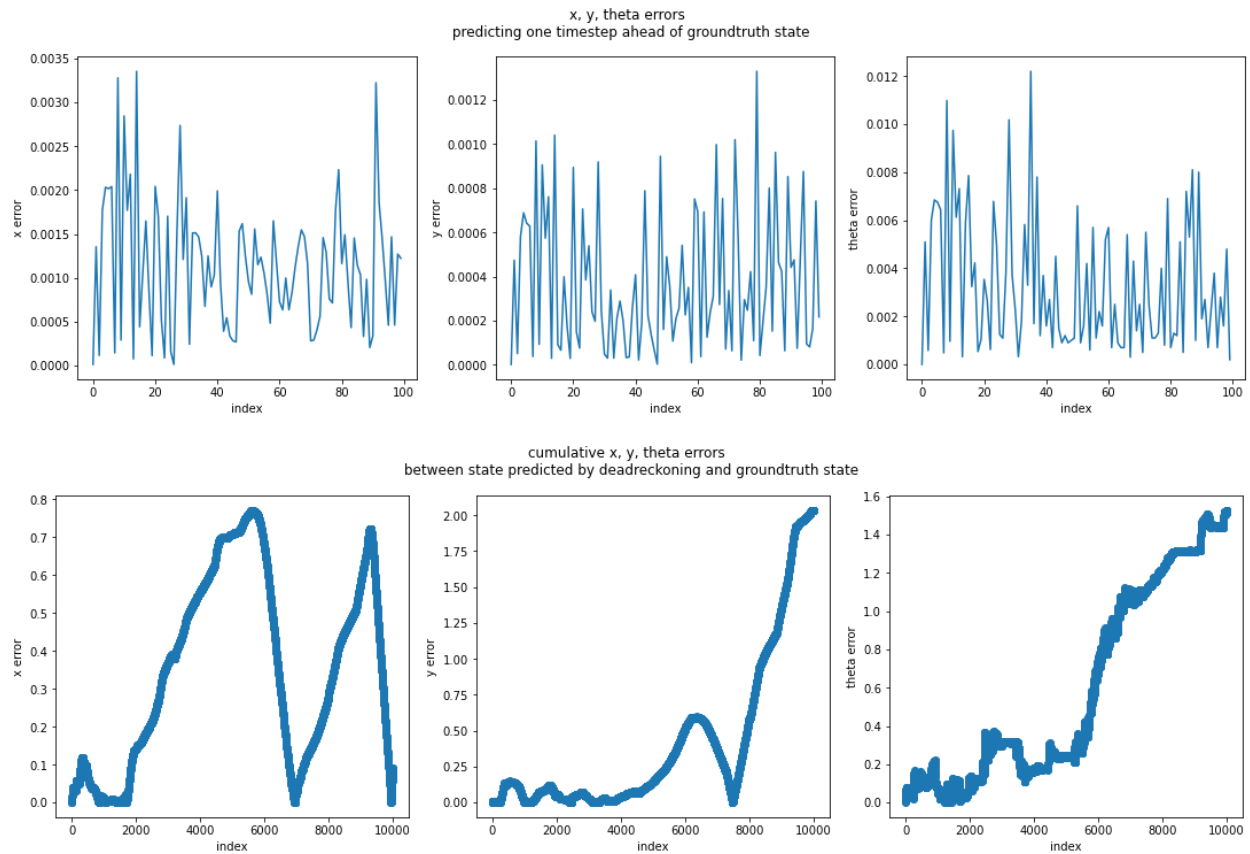 x, y, theta errors
predicting one timestep ahead of groundtruth state
0.0035
0.0030
0.0025
0.0020
0.0015
0.0010
0.0005
0.0000
x error
0 20 40 60 80 100
index
0.0012
0.0010
0.0008
0.0006
0.0004
0.0002
0.0000
y error
0 20 40 60 80 100
index
0.012
0.010
0.008
0.006
0.004
0.002
0.000
theta error
0 20 40 60 80 100
index
cumulative x, y, theta errors
between state predicted by deadreckoning and groundtruth state
0.8
0.7
0.6
0.5
0.4
0.3
0.2
0.1
0.0
x error
0 2000 4000 6000 8000 10000
index
2.00
1.75
1.50
1.25
1.00
0.75
0.50
0.25
0.00
y error
0 2000 4000 6000 8000 10000
index
1.6
1.4
1.2
1.0
0.8
0.6
0.4
0.2
0.0
theta error
0 2000 4000 6000 8000 10000
index